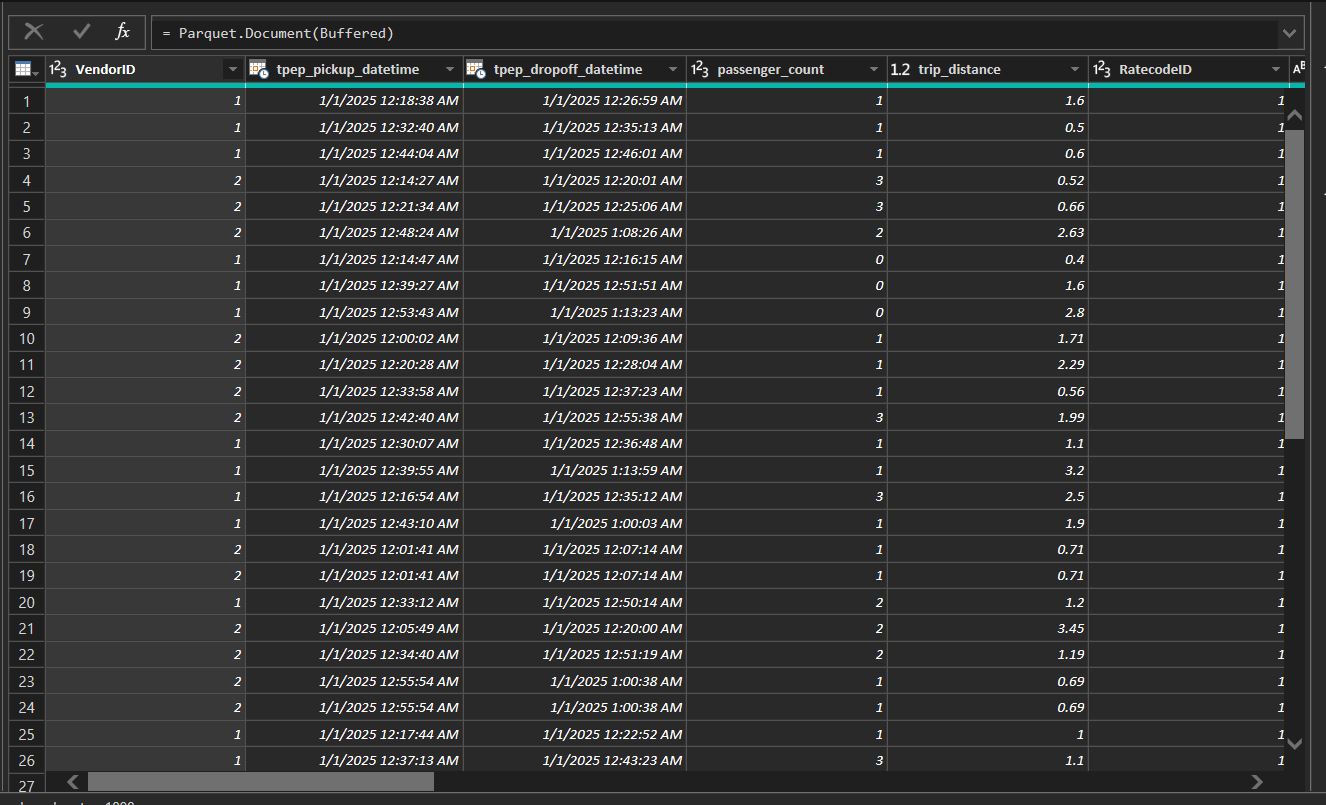 fx = Parquet.Document(Buffered)
1²3 VendorID tpep_pickup_datetime tpep_dropoff_datetime 1²3 passenger_count 1.2 trip_distance 1²3 RatecodeID AB
1 1 1/1/2025 12:18:38 AM 1/1/2025 12:26:59 AM 1 1.6 1
2 1 1/1/2025 12:32:40 AM 1/1/2025 12:35:13 AM 1 0.5 1
3 1 1/1/2025 12:44:04 AM 1/1/2025 12:46:01 AM 1 0.6 1
4 2 1/1/2025 12:14:27 AM 1/1/2025 12:20:01 AM 3 0.52 1
5 2 1/1/2025 12:21:34 AM 1/1/2025 12:25:06 AM 3 0.66 1
6 2 1/1/2025 12:48:24 AM 1/1/2025 1:08:26 AM 2 2.63 1
7 1 1/1/2025 12:14:47 AM 1/1/2025 12:16:15 AM 0 0.4 1
8 1 1/1/2025 12:39:27 AM 1/1/2025 12:51:51 AM 0 1.6 1
9 1 1/1/2025 12:53:43 AM 1/1/2025 1:13:23 AM 0 2.8 1
10 2 1/1/2025 12:00:02 AM 1/1/2025 12:09:36 AM 1 1.71 1
11 2 1/1/2025 12:20:28 AM 1/1/2025 12:28:04 AM 1 2.29 1
12 2 1/1/2025 12:33:58 AM 1/1/2025 12:37:23 AM 1 0.56 1
13 2 1/1/2025 12:42:40 AM 1/1/2025 12:55:38 AM 3 1.99 1
14 1 1/1/2025 12:30:07 AM 1/1/2025 12:36:48 AM 1 1.1 1
15 1 1/1/2025 12:39:55 AM 1/1/2025 1:13:59 AM 1 3.2 1
16 1 1/1/2025 12:16:54 AM 1/1/2025 12:35:12 AM 3 2.5 1
17 1 1/1/2025 12:43:10 AM 1/1/2025 1:00:03 AM 1 1.9 1
18 2 1/1/2025 12:01:41 AM 1/1/2025 12:07:14 AM 1 0.71 1
19 2 1/1/2025 12:01:41 AM 1/1/2025 12:07:14 AM 1 0.71 1
20 1 1/1/2025 12:33:12 AM 1/1/2025 12:50:14 AM 2 1.2 1
21 2 1/1/2025 12:05:49 AM 1/1/2025 12:20:00 AM 2 3.45 1
22 2 1/1/2025 12:34:40 AM 1/1/2025 12:51:19 AM 2 1.19 1
23 2 1/1/2025 12:55:54 AM 1/1/2025 1:00:38 AM 1 0.69 1
24 2 1/1/2025 12:55:54 AM 1/1/2025 1:00:38 AM 1 0.69 1
25 1 1/1/2025 12:17:44 AM 1/1/2025 12:22:52 AM 1 1 1
26 1 1/1/2025 12:37:13 AM 1/1/2025 12:43:23 AM 3 1.1 1
27